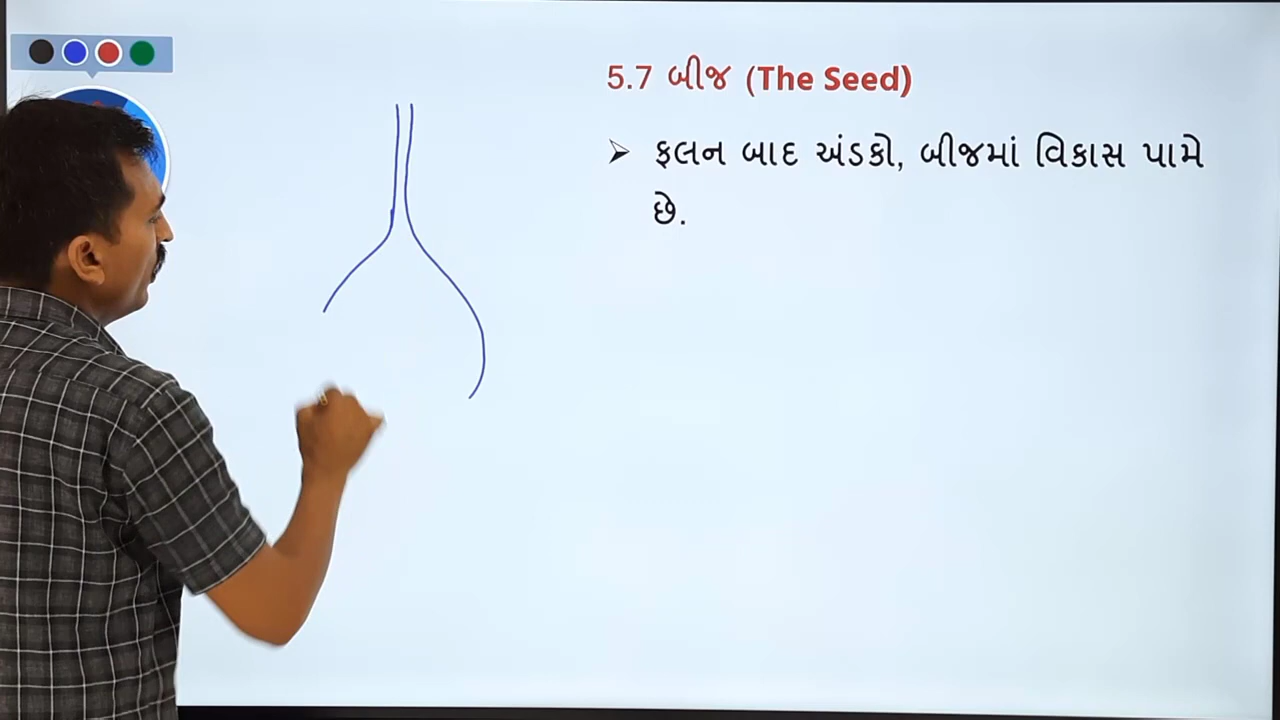 5.7 બીજ (The Seed)
➢ ફલન બાદ અંડકો, બીજમાં વિકાસ પામે
છે.